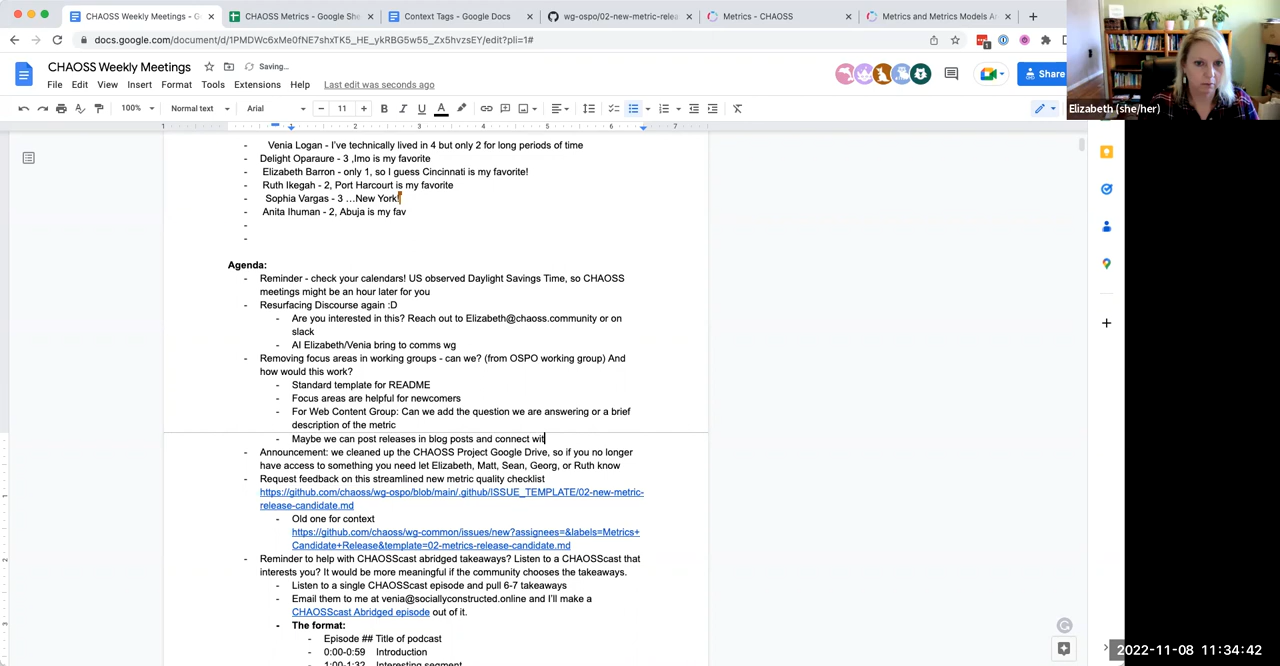 CHAOSS Weekly Meetings - G
CHAOSS Metrics - Google She
Context Tags - Google Docs
wg-ospo/02-new-metric-relea
Metrics - CHAOSS
Metrics and Metrics Models A
docs.google.com/document/d/1PMDWc6xMe0fNE7shxTK5_HE_ykRBG5w55_Zx5hvzsEY/edit?pli=1#
CHAOSS Weekly Meetings
Saving...
File Edit View Insert Format Tools Extensions Help Last edit was seconds ago
Share
Elizabeth (she/her)
100% Normal text Arial 11
- Venia Logan - I've technically lived in 4 but only 2 for long periods of time
- Delight Oparaure - 3 ,Imo is my favorite
- Elizabeth Barron - only 1, so I guess Cincinnati is my favorite!
- Ruth Ikegah - 2, Port Harcourt is my favorite
- Sophia Vargas - 3 ...New York!
- Anita Ihuman - 2, Abuja is my fav
-
-
Agenda:
- Reminder - check your calendars! US observed Daylight Savings Time, so CHAOSS
meetings might be an hour later for you
- Resurfacing Discourse again :D
- Are you interested in this? Reach out to Elizabeth@chaoss.community or on
slack
- AI Elizabeth/Venia bring to comms wg
- Removing focus areas in working groups - can we? (from OSPO working group) And
how would this work?
- Standard template for README
- Focus areas are helpful for newcomers
- For Web Content Group: Can we add the question we are answering or a brief
description of the metric
- Maybe we can post releases in blog posts and connect wit
- Announcement: we cleaned up the CHAOSS Project Google Drive, so if you no longer
have access to something you need let Elizabeth, Matt, Sean, Georg, or Ruth know
- Request feedback on this streamlined new metric quality checklist
https://github.com/chaoss/wg-ospo/blob/main/.github/ISSUE_TEMPLATE/02-new-metric-
release-candidate.md
- Old one for context
https://github.com/chaoss/wg-common/issues/new?assignees=&labels=Metrics+
Candidate+Release&template=02-metrics-release-candidate.md
- Reminder to help with CHAOSScast abridged takeaways? Listen to a CHAOSScast that
interests you? It would be more meaningful if the community chooses the takeaways.
- Listen to a single CHAOSScast episode and pull 6-7 takeaways
- Email them to me at venia@sociallyconstructed.online and I'll make a
CHAOSScast Abridged episode out of it.
- The format:
- Episode ## Title of podcast
- 0:00-0:59 Introduction
- 1:00-1:32 Interesting segment
2022-11-08 11:34:42